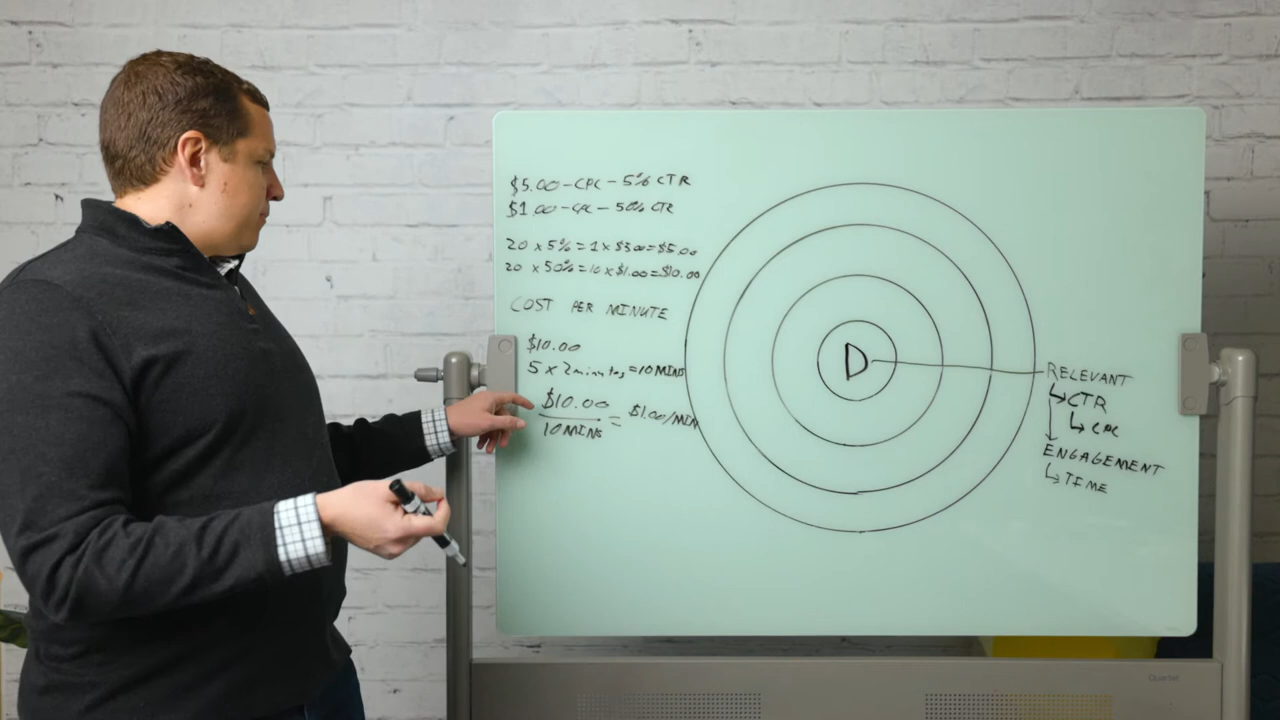 $5.00-CPC-5% CTR
$1.00-CPC-50% CTR
20 x 5% = 1 x $5.00 = $5.00
20 x 50% = 10 x $1.00 = $10.00
COST PER MINUTE
$10.00
5 x 2 minutes = 10 MINS
$10.00
10 MINS
= $1.00/MIN
D
RELEVANT
↳CTR
↳CPC
ENGAGEMENT
↳TIME
Quartet